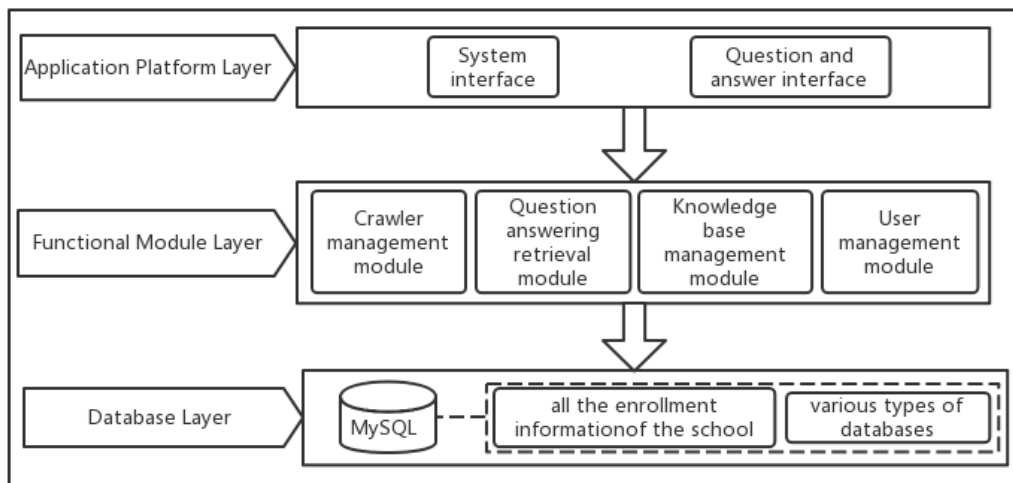 Application Platform Layer
System
interface
Question and
answer interface
Functional Module Layer
Crawler
management
module
Question
answering
retrieval
module
Knowledge
base
management
module
User
management
module
Database Layer
MySQL
all the enrollment
informationof the school
various types of
databases